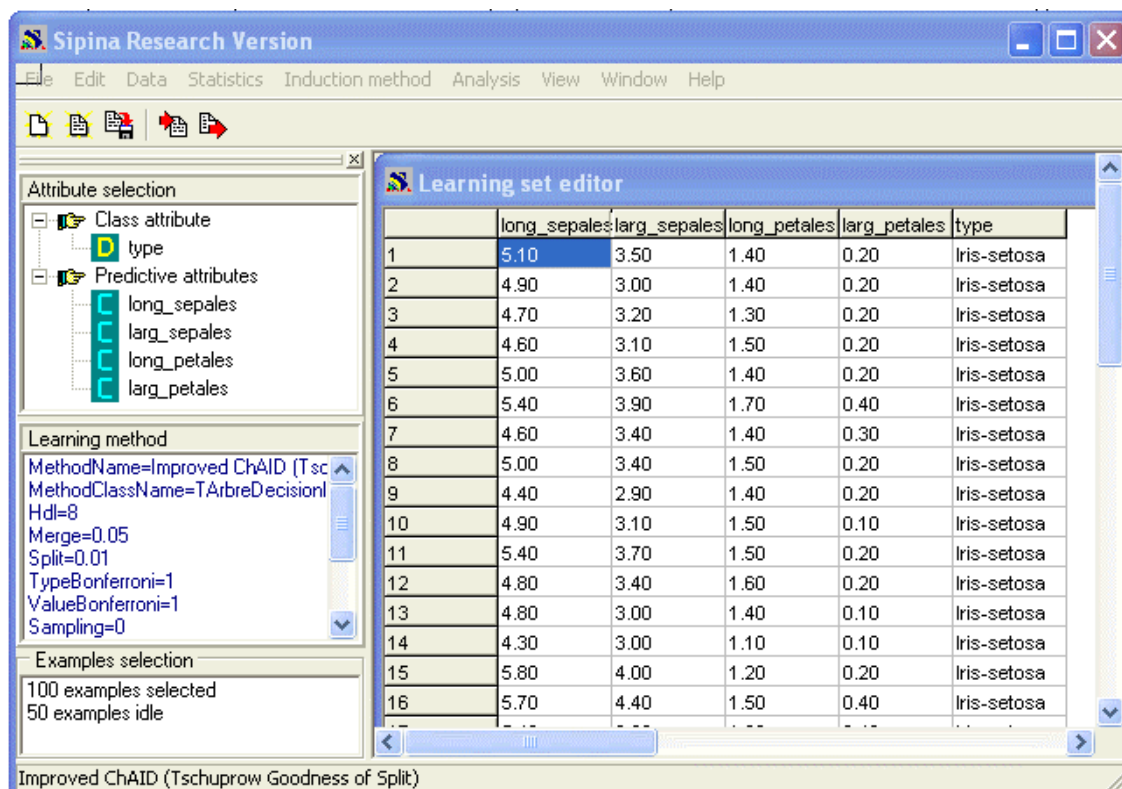 Sipina Research Version
File Edit Data Statistics Induction method Analysis View Window Help
Attribute selection
Class attribute
D type
Predictive attributes
C long_sepales
C larg_sepales
C long_petales
C larg_petales
Learning method
MethodName=Improved ChAID (Tsc
MethodClassName=TArbreDecisionI
Hdl=8
Merge=0.05
Split=0.01
TypeBonferroni=1
ValueBonferroni=1
Sampling=0
Examples selection
100 examples selected
50 examples idle
Learning set editor
long_sepales larg_sepales long_petales larg_petales type
1 5.10 3.50 1.40 0.20 Iris-setosa
2 4.90 3.00 1.40 0.20 Iris-setosa
3 4.70 3.20 1.30 0.20 Iris-setosa
4 4.60 3.10 1.50 0.20 Iris-setosa
5 5.00 3.60 1.40 0.20 Iris-setosa
6 5.40 3.90 1.70 0.40 Iris-setosa
7 4.60 3.40 1.40 0.30 Iris-setosa
8 5.00 3.40 1.50 0.20 Iris-setosa
9 4.40 2.90 1.40 0.20 Iris-setosa
10 4.90 3.10 1.50 0.10 Iris-setosa
11 5.40 3.70 1.50 0.20 Iris-setosa
12 4.80 3.40 1.60 0.20 Iris-setosa
13 4.80 3.00 1.40 0.10 Iris-setosa
14 4.30 3.00 1.10 0.10 Iris-setosa
15 5.80 4.00 1.20 0.20 Iris-setosa
16 5.70 4.40 1.50 0.40 Iris-setosa
Improved ChAID (Tschuprow Goodness of Split)